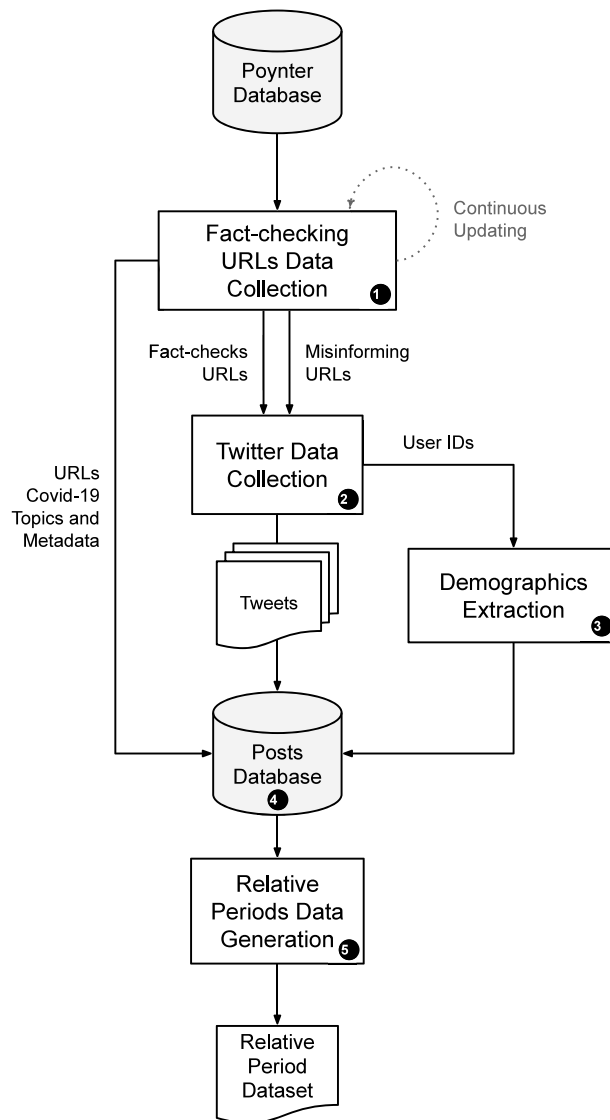 Poynter
Database
Continuous
Updating
Fact-checking
URLs Data
Collection
1
Fact-checks
URLs
Misinforming
URLs
Twitter Data
Collection
2
User IDs
URLs
Covid-19
Topics and
Metadata
Tweets
Demographics
Extraction
3
Posts
Database
4
Relative
Periods Data
Generation
5
Relative
Period
Dataset